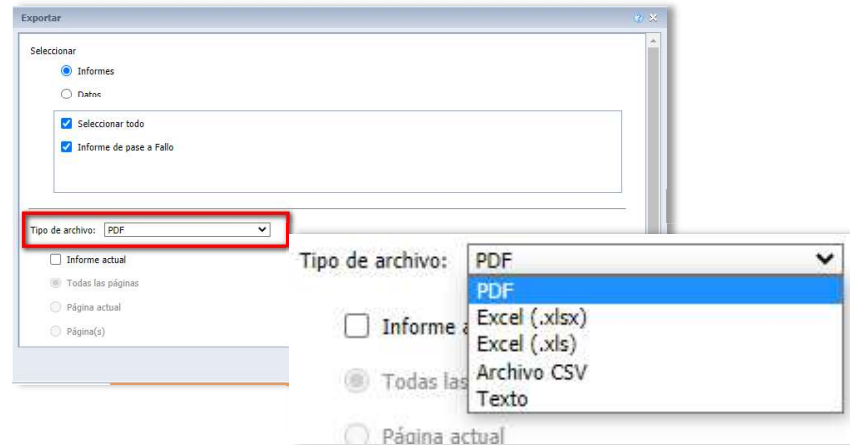 Exportar
Seleccionar
Informes
Datos
Seleccionar todo
Informe de pase a Fallo
Tipo de archivo: PDF
Informe actual
Todas las páginas
Página actual
Página(s)
Tipo de archivo: PDF
PDF
Excel (.xlsx)
Informe
Excel (.xls)
Todas las
Archivo CSV
Texto
Página actual